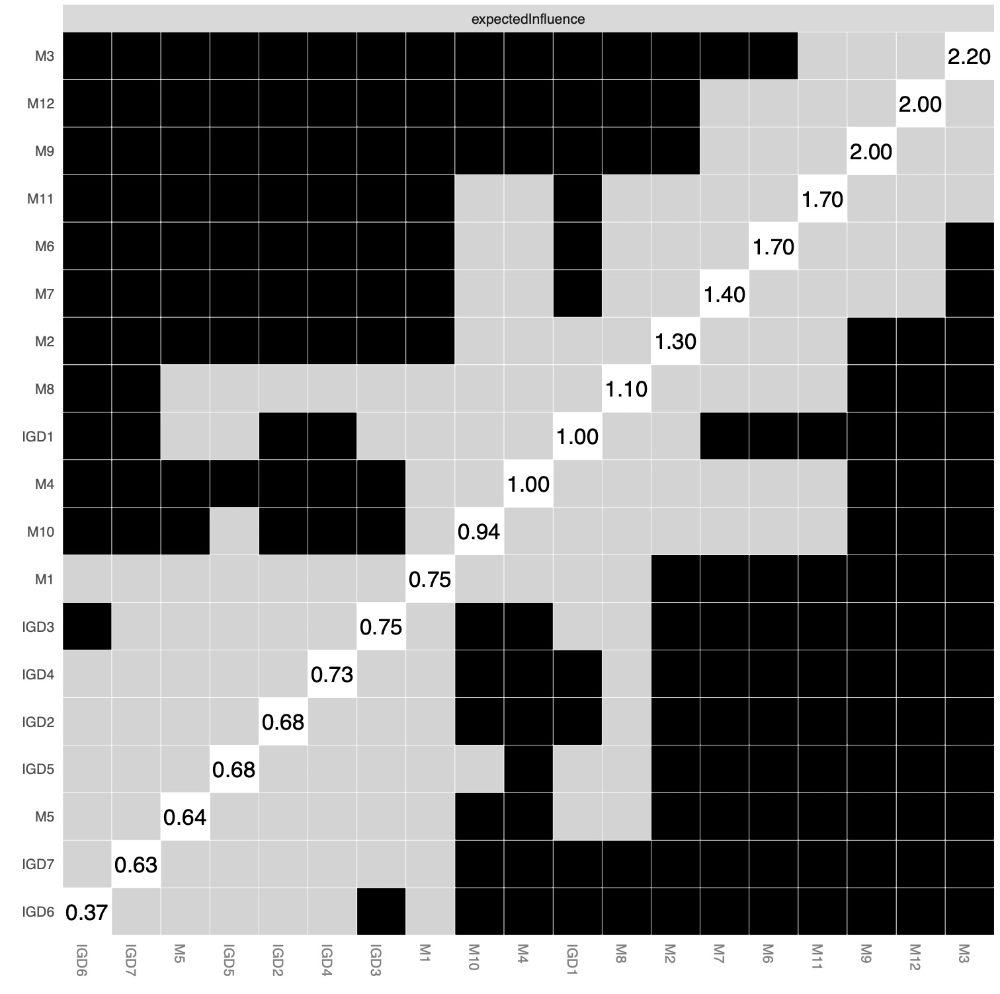 expectedInfluence
M3 2.20
M12 2.00
M9 2.00
M11 1.70
M6 1.70
M7 1.40
M2 1.30
M8 1.10
IGD1 1.00
M4 1.00
M10 0.94
M1 0.75
IGD3 0.75
IGD4 0.73
IGD2 0.68
IGD5 0.68
M5 0.64
IGD7 0.63
IGD6 0.37
IGD6 IGD7 M5 IGD5 IGD2 IGD4 IGD3 M1 M10 M4 IGD1 M8 M2 M7 M6 M11 M9 M12 M3